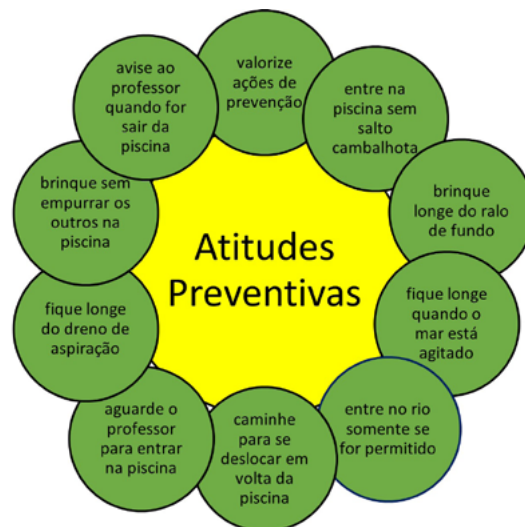 Atitudes
Preventivas
valorize
ações de
prevenção
entre na
piscina sem
salto
cambalhota
brinque
longe do ralo
de fundo
fique longe
quando o
mar está
agitado
entre no rio
somente se
for permitido
caminhe
para se
deslocar em
volta da
piscina
aguarde o
professor
para entrar
na piscina
fique longe
do dreno de
aspiração
brinque sem
empurrar os
outros na
piscina
avise ao
professor
quando for
sair da
piscina